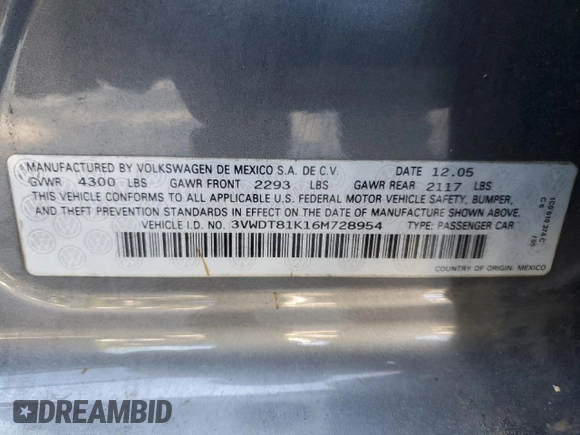 MANUFACTURED BY VOLKSWAGEN DE MEXICO S.A. DE C.V. DATE 12.05
GVWR 4300 LBS GAWR FRONT 2293 LBS GAWR REAR 2117 LBS
THIS VEHICLE CONFORMS TO ALL APPLICABLE U.S. FEDERAL MOTOR VEHICLE SAFETY, BUMPER,
AND THEFT PREVENTION STANDARDS IN EFFECT ON THE DATE OF MANUFACTURE SHOWN ABOVE.
VEHICLE I.D. NO. 3VWDT81K16M728954 TYPE: PASSENGER CAR
COUNTRY OF ORIGIN: MEXICO
DREAMBID